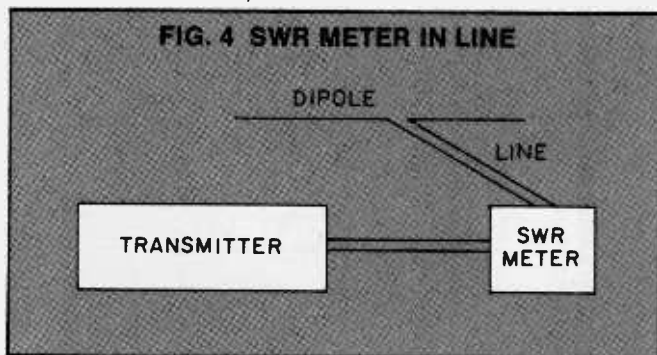 FIG. 4 SWR METER IN LINE
DIPOLE
LINE
TRANSMITTER
SWR
METER